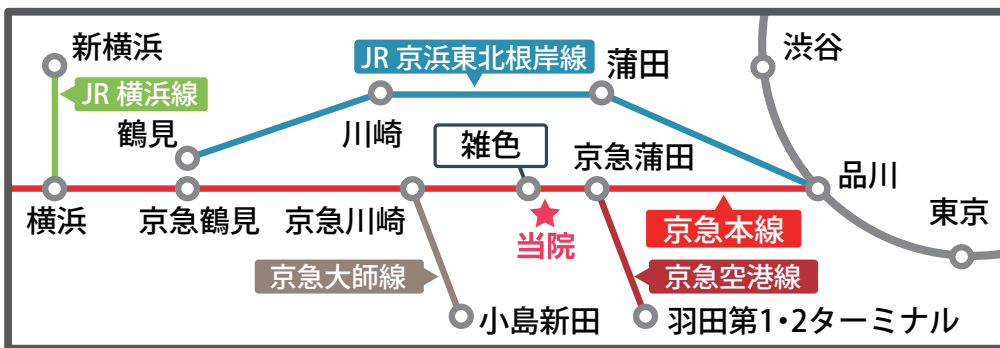 新横浜
JR 京浜東北根岸線
渋谷
蒲田
JR 横浜線
鶴見
川崎
雑色
京急蒲田
品川
横浜
京急鶴見
京急川崎
当院
京急本線
東京
京急大師線
京急空港線
小島新田
羽田第1・2ターミナル